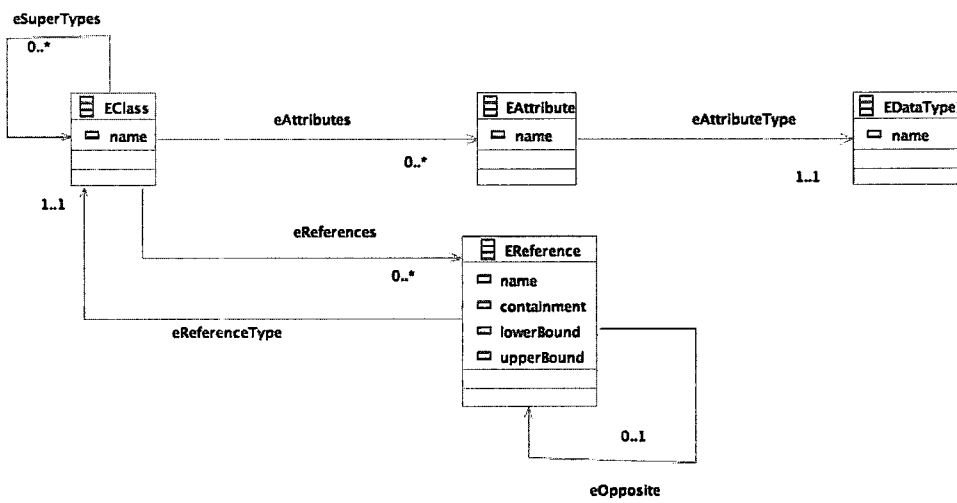 eSuperTypes
0..*
EClass
name
eAttributes
0..*
EAttribute
name
eAttributeType
1..1
EDataType
name
1..1
eReferences
0..*
eReferenceType
EReference
name
containment
lowerBound
upperBound
0..1
eOpposite